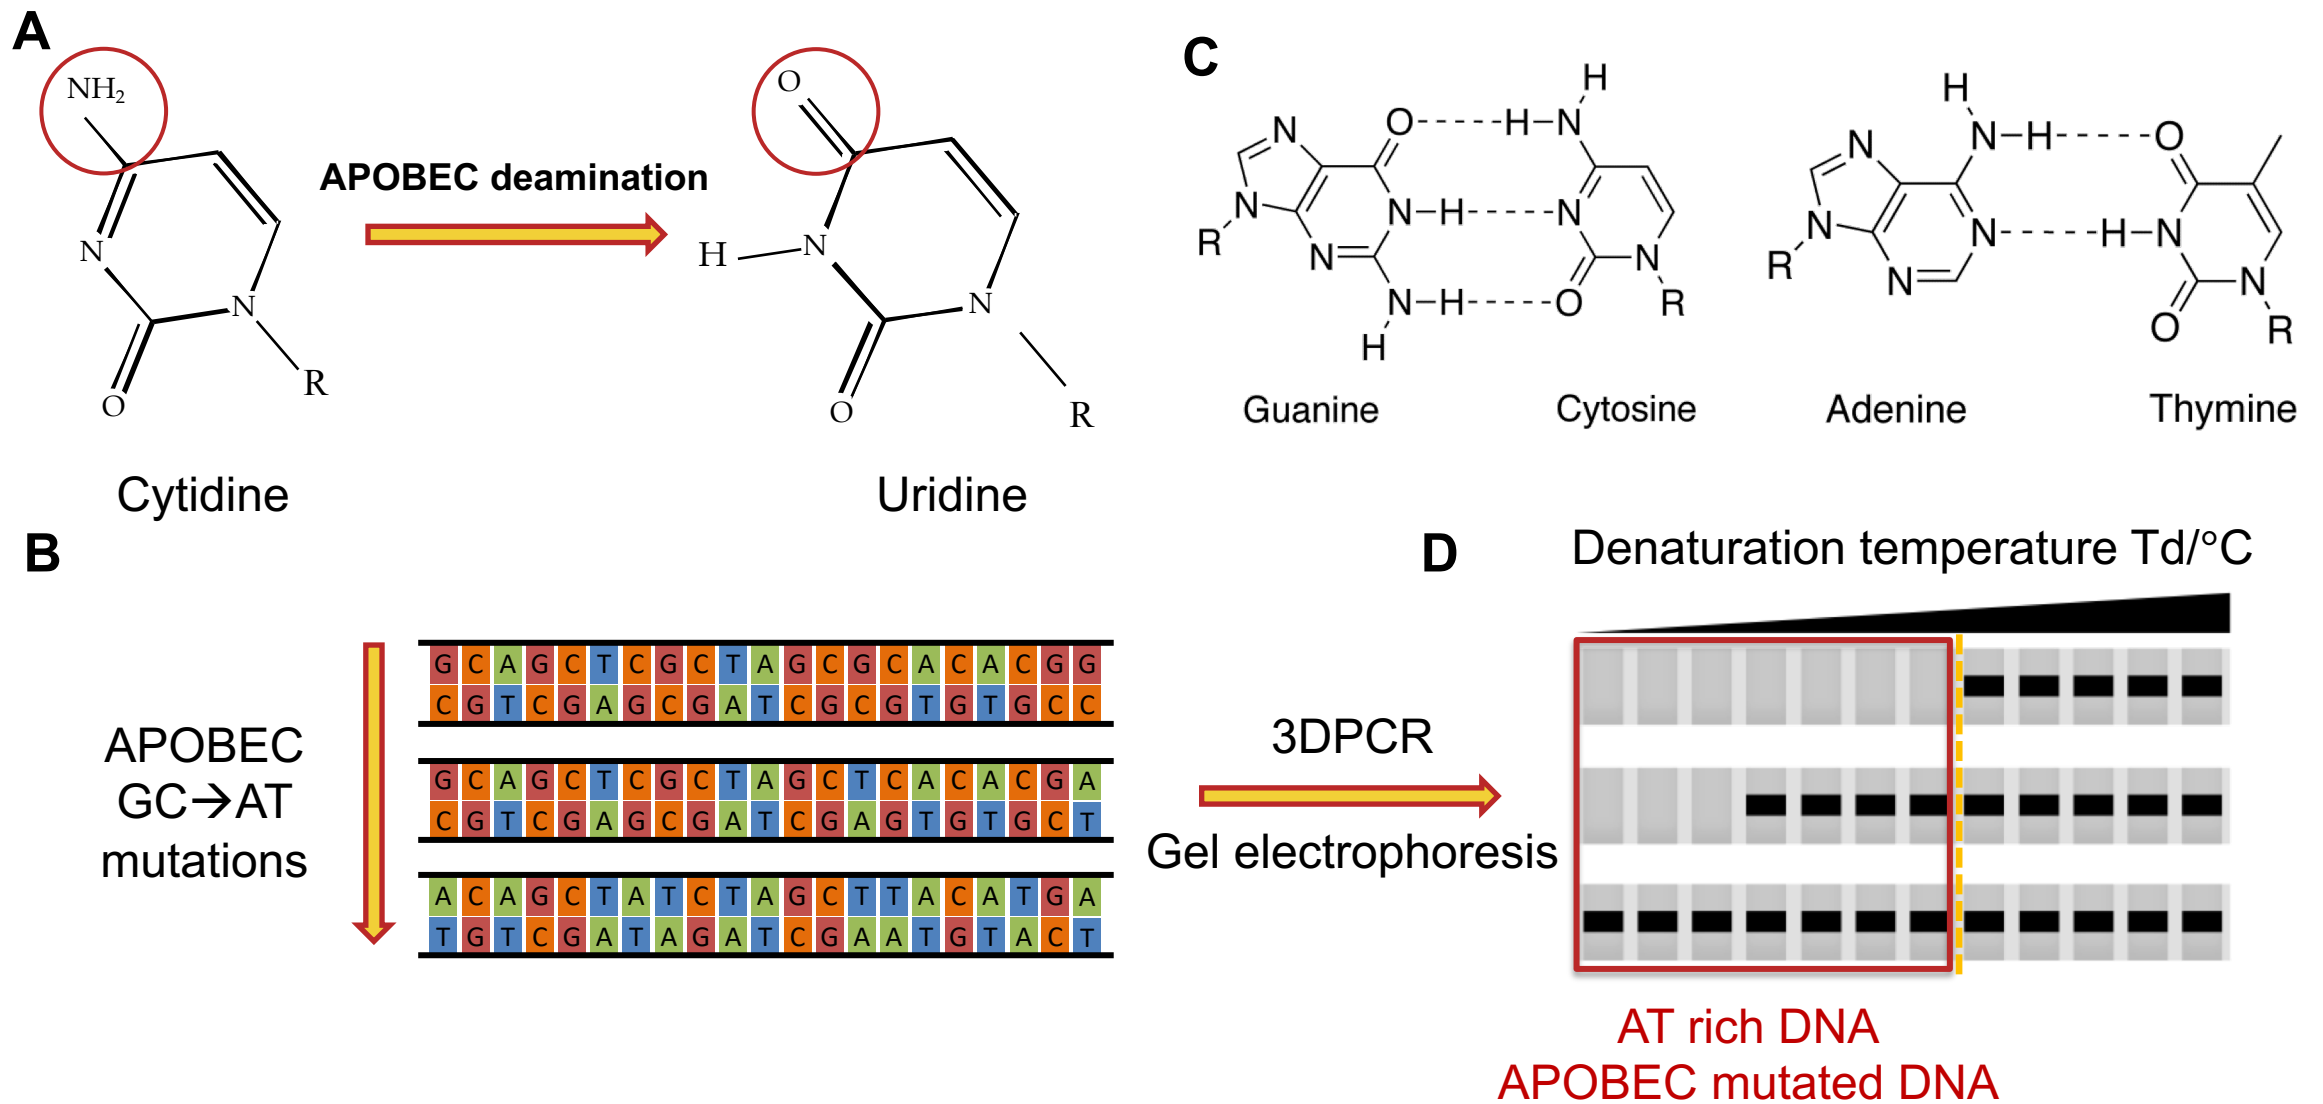 A
NH2
N
N
O
R
Cytidine
APOBEC deamination
O
H
N
N
O
R
Uridine
C
H
O
H
N
N
N
H
N
N
R
N
N
R
N
H
O
H
Guanine
Cytosine
H
N
H
O
N
N
H
N
N
R
N
N
R
O
Adenine
Thymine
B
APOBEC
GC→AT
mutations
G C A G C T C G C T A G C G C A C A C G G
C G T C G A G C G A T C G C G T G T G C C
G C A G C T C G C T A G C T C A C A C G A
C G T C G A G C G A T C G A G T G T G C T
A C A G C T A T C T A G C T T A C A T G A
T G T C G A T A G A T C G A A T G T A C T
3DPCR
Gel electrophoresis
D
Denaturation temperature Td/°C
AT rich DNA
APOBEC mutated DNA